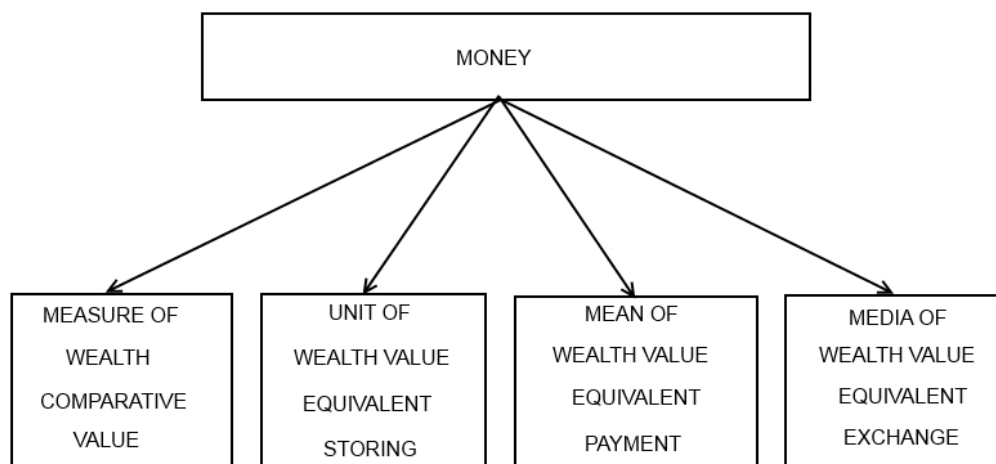 MONEY
MEASURE OF
WEALTH
COMPARATIVE
VALUE
UNIT OF
WEALTH VALUE
EQUIVALENT
STORING
MEAN OF
WEALTH VALUE
EQUIVALENT
PAYMENT
MEDIA OF
WEALTH VALUE
EQUIVALENT
EXCHANGE